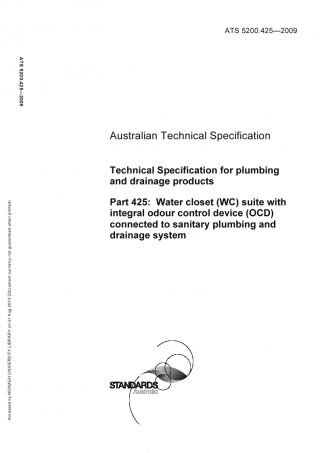 ATS 5200.425—2009
ATS 5200.425—2009
Australian Technical Specification
Technical Specification for plumbing
and drainage products
Part 425: Water closet (WC) suite with
integral odour control device (OCD)
connected to sanitary plumbing and
drainage system
Accessed by MONASH UNIVERSITY LIBRARY on 21 Aug 2013 (Document currency not guaranteed when printed)
STANDARDS
Australia